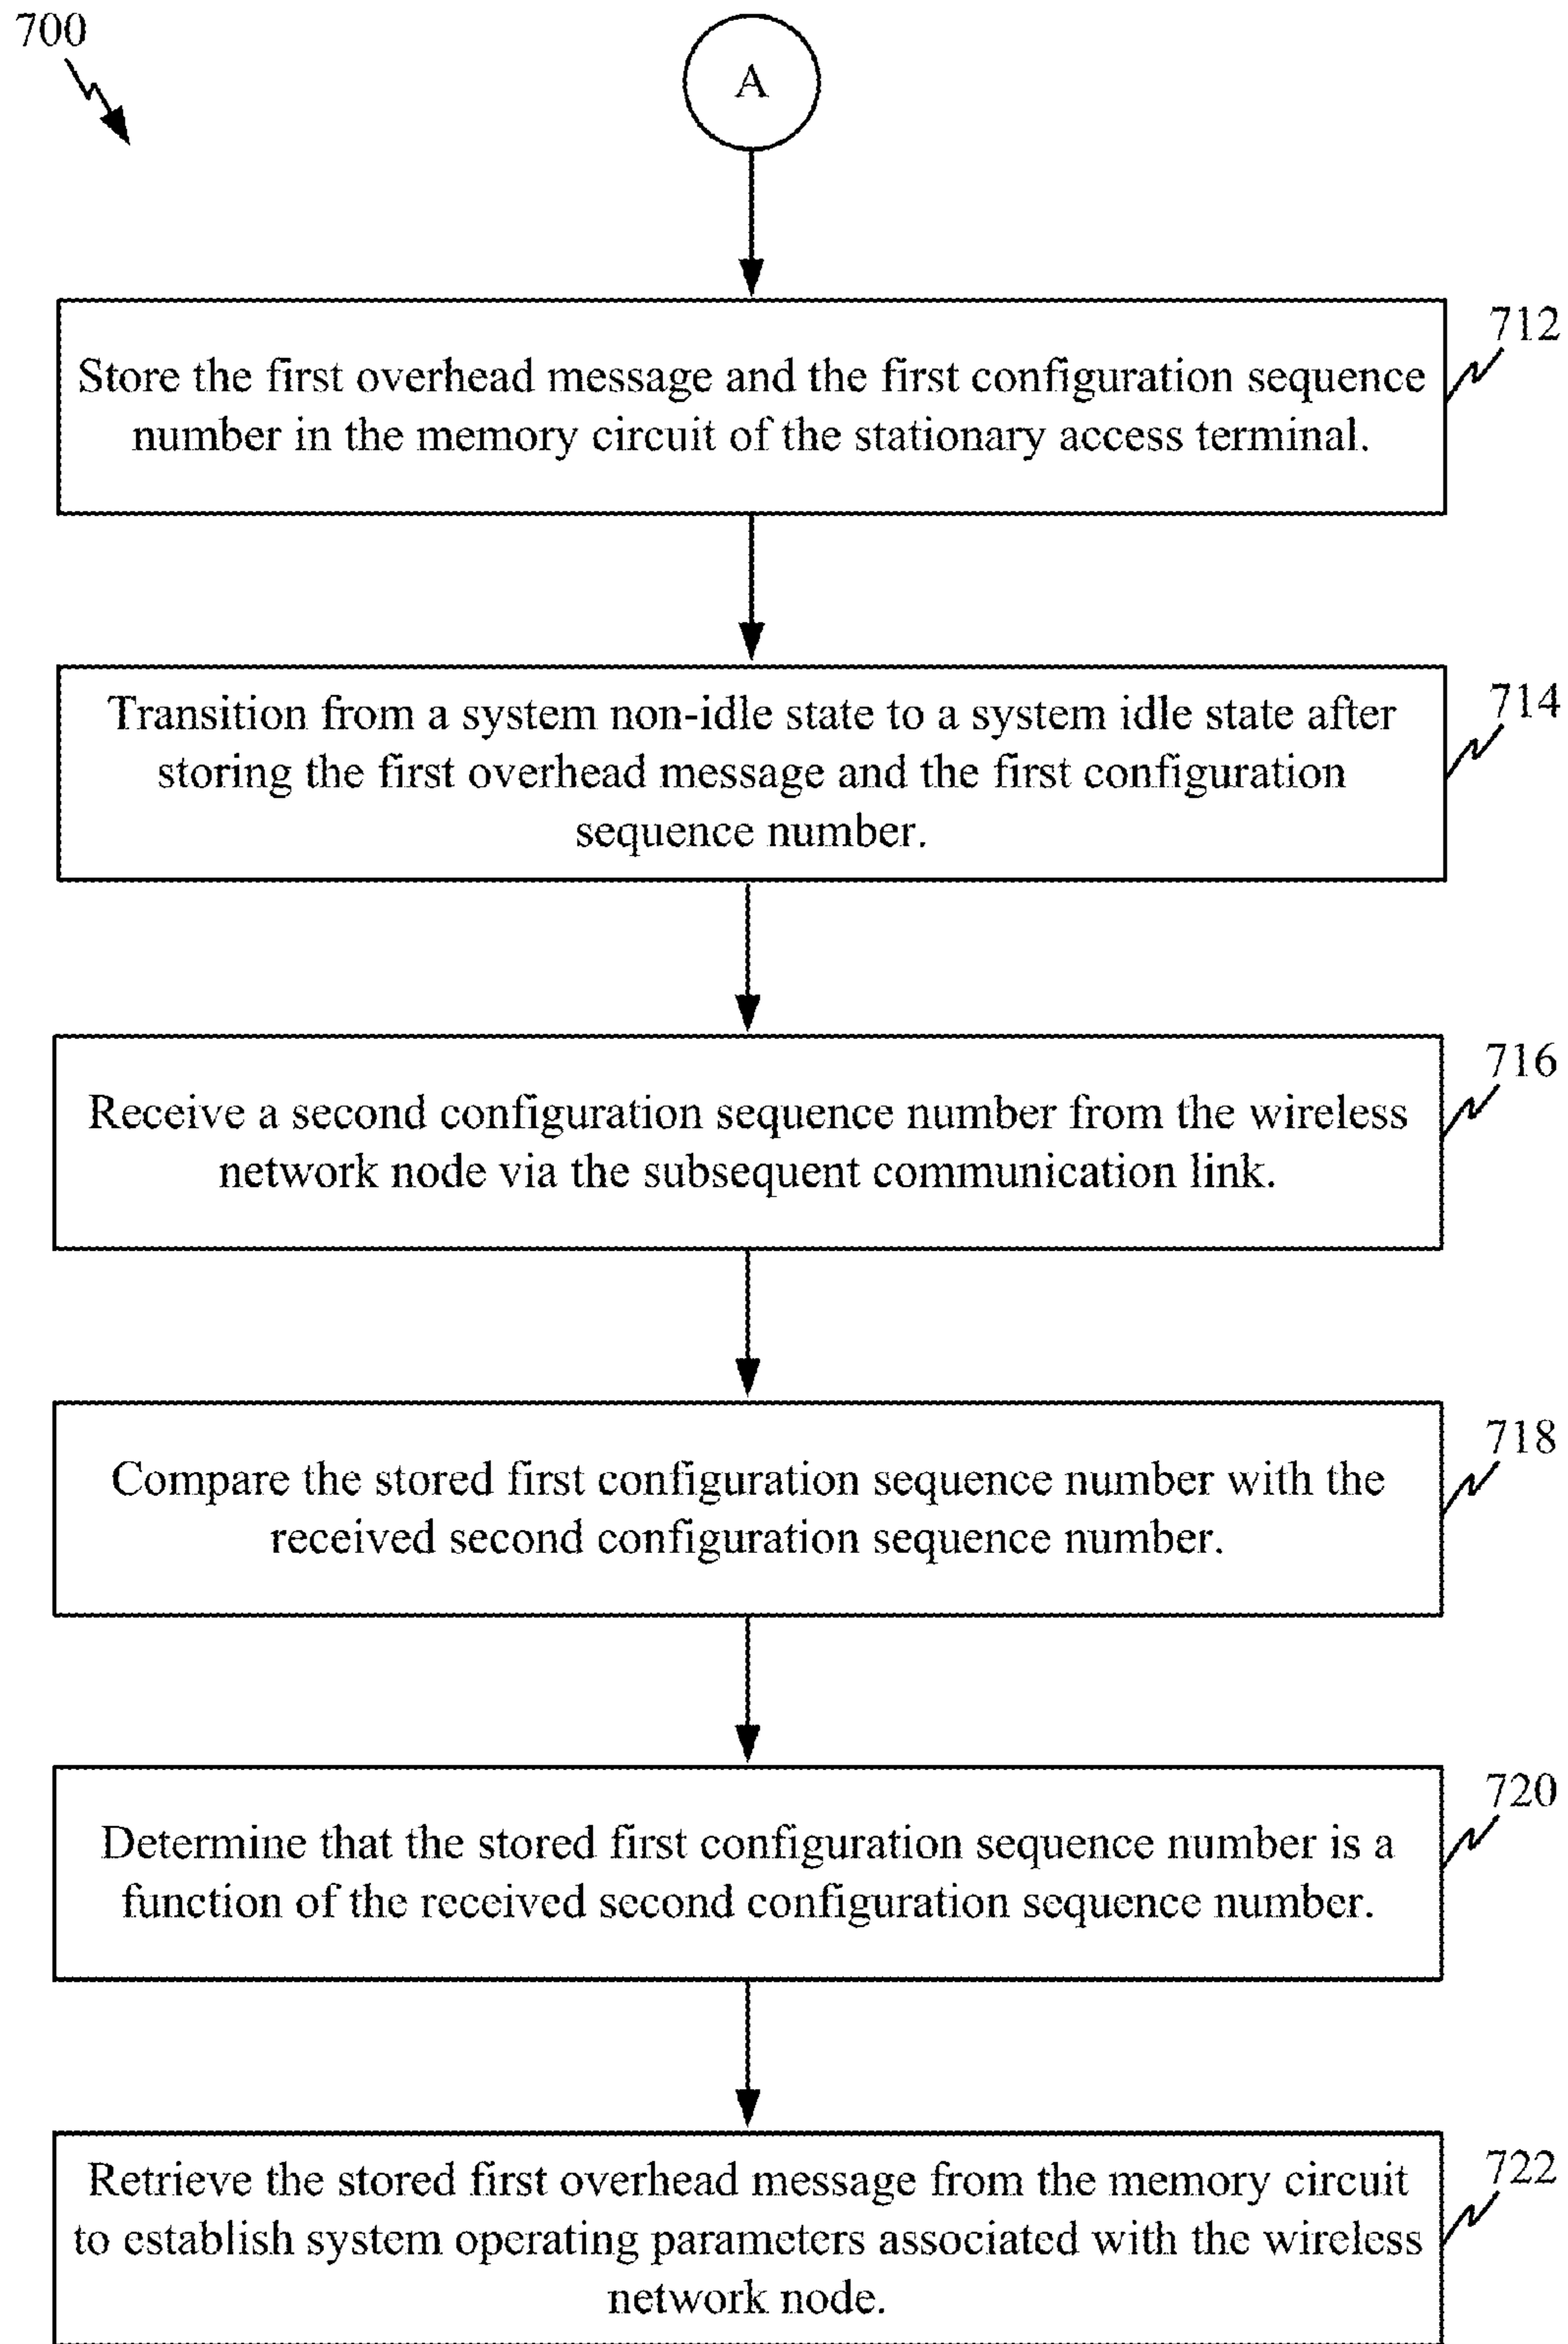 700
A
712
Store the first overhead message and the first configuration sequence
number in the memory circuit of the stationary access terminal.
714
Transition from a system non-idle state to a system idle state after
storing the first overhead message and the first configuration
sequence number.
716
Receive a second configuration sequence number from the wireless
network node via the subsequent communication link.
718
Compare the stored first configuration sequence number with the
received second configuration sequence number.
720
Determine that the stored first configuration sequence number is a
function of the received second configuration sequence number.
722
Retrieve the stored first overhead message from the memory circuit
to establish system operating parameters associated with the wireless
network node.